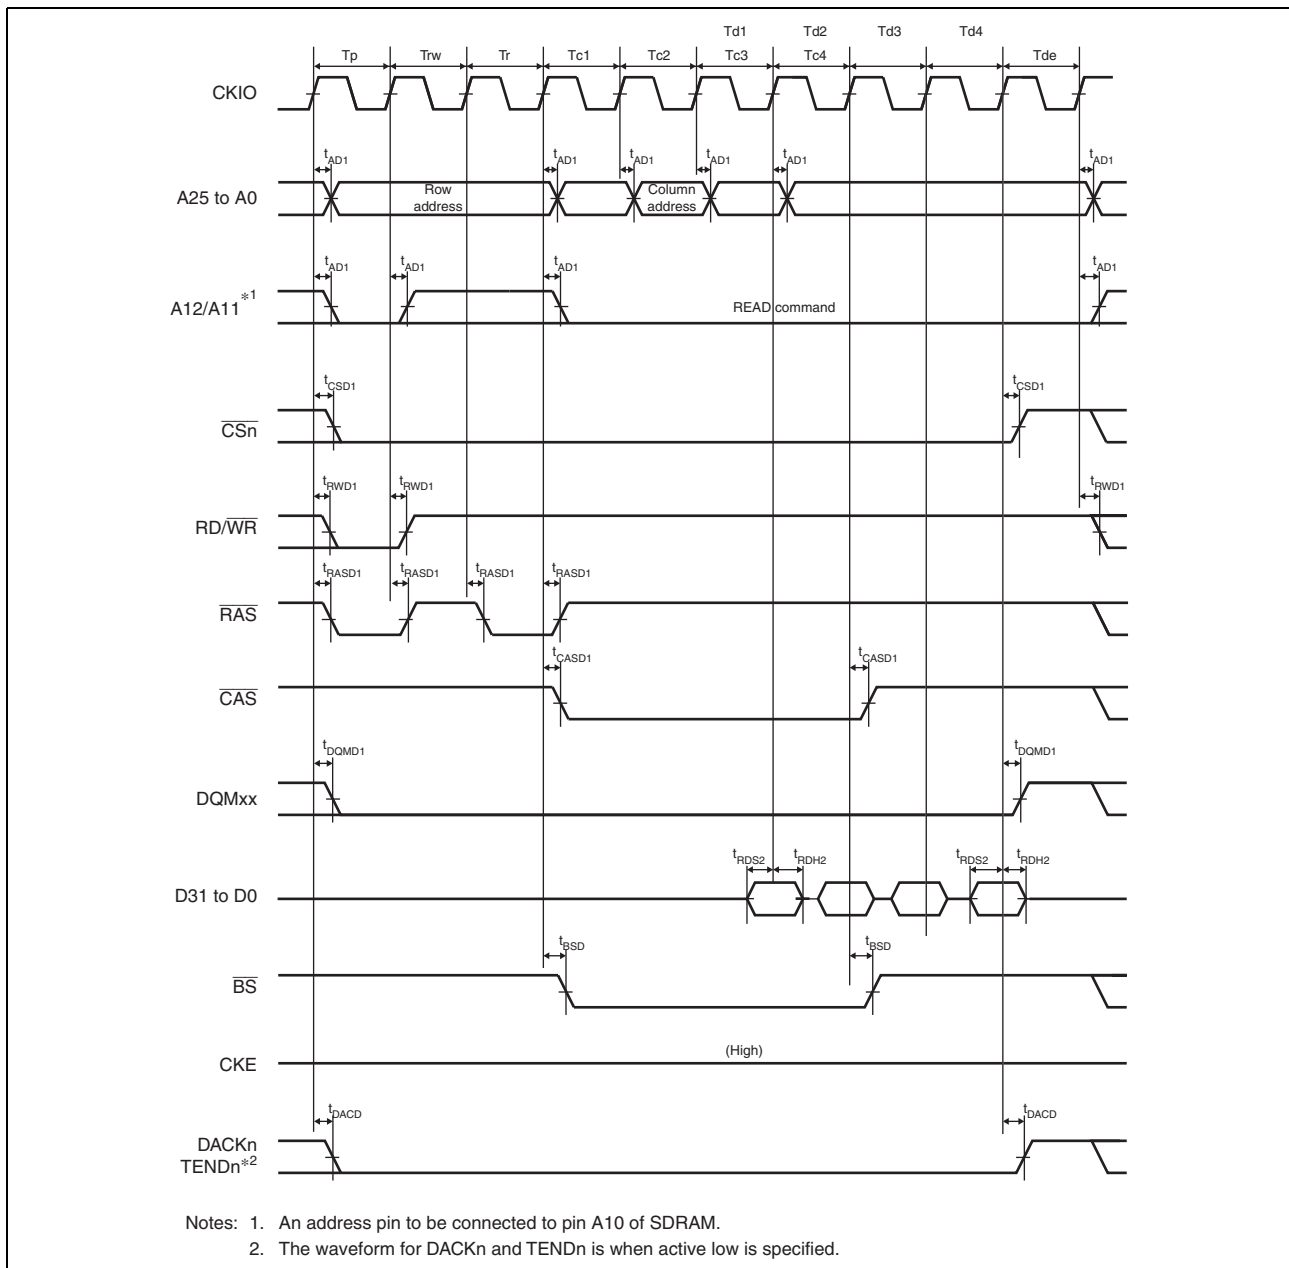 Td1 Td2 Td3 Td4
Tp Trw Tr Tc1 Tc2 Tc3 Tc4 Tde
CKIO
tAD1 tAD1 tAD1 tAD1 tAD1 tAD1
A25 to A0
Row address
Column address
tAD1 tAD1 tAD1 tAD1
A12/A11*1
READ command
tCSD1 tCSD1
CSn
tRWD1 tRWD1 tRWD1
RD/WR
tRASD1 tRASD1 tRASD1 tRASD1
RAS
tCASD1 tCASD1
CAS
tDQMD1 tDQMD1
DQMxx
tRDS2 tRDH2 tRDS2 tRDH2
D31 to D0
tBSD tBSD
BS
(High)
CKE
tDACD tDACD
DACKn
TENDn*2
Notes: 1. An address pin to be connected to pin A10 of SDRAM.
2. The waveform for DACKn and TENDn is when active low is specified.